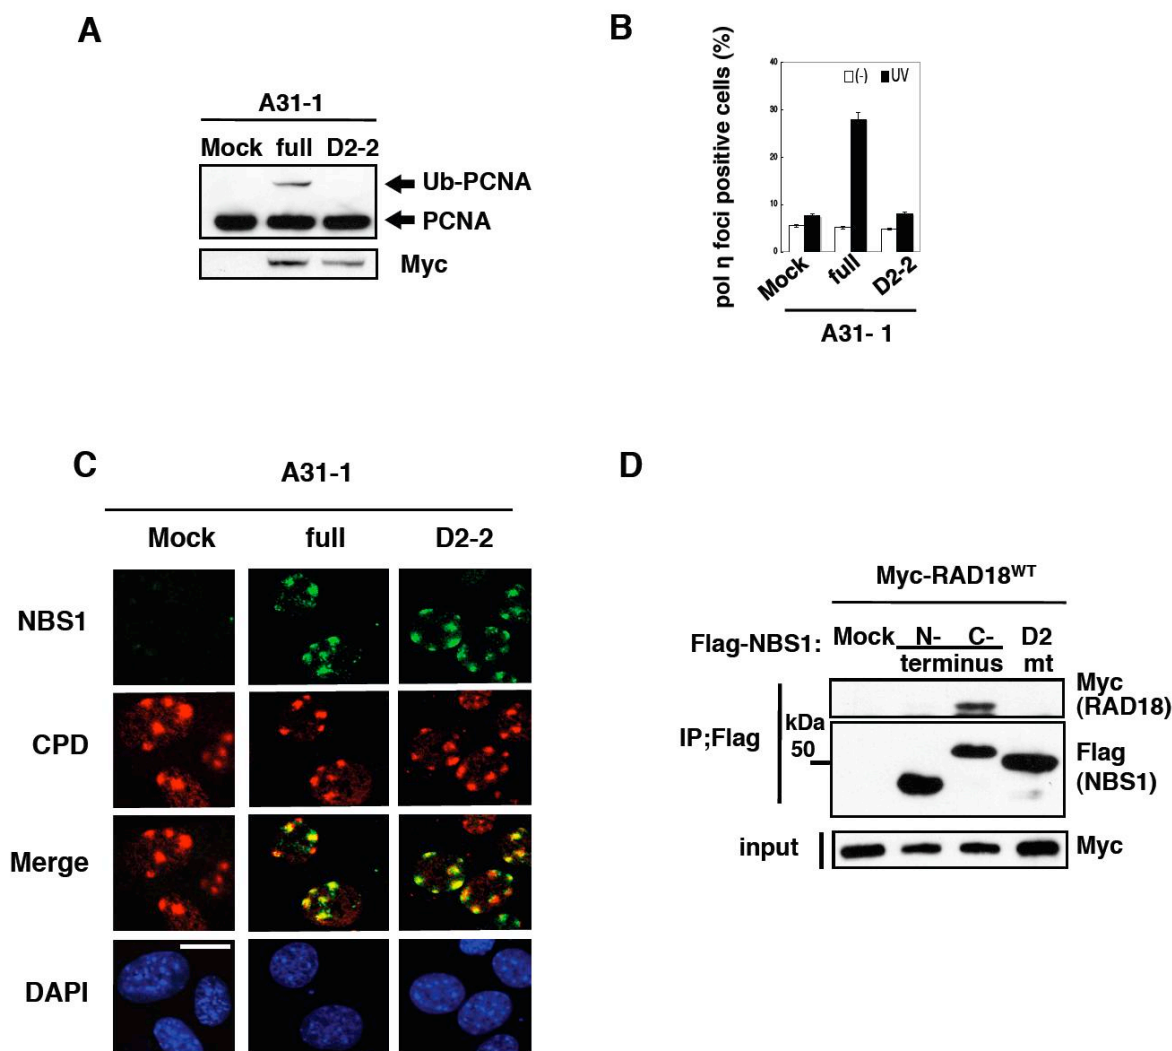 A
A31-1
Mock full D2-2
Ub-PCNA
PCNA
Myc
B
pol η foci positive cells (%)
40
30
20
10
0
(-) UV
Mock full D2-2
A31- 1
C
A31-1
Mock full D2-2
NBS1
CPD
Merge
DAPI
D
Myc-RAD18WT
Flag-NBS1: Mock N- C- D2
terminus mt
IP;Flag
kDa
50
Myc
(RAD18)
Flag
(NBS1)
input Myc